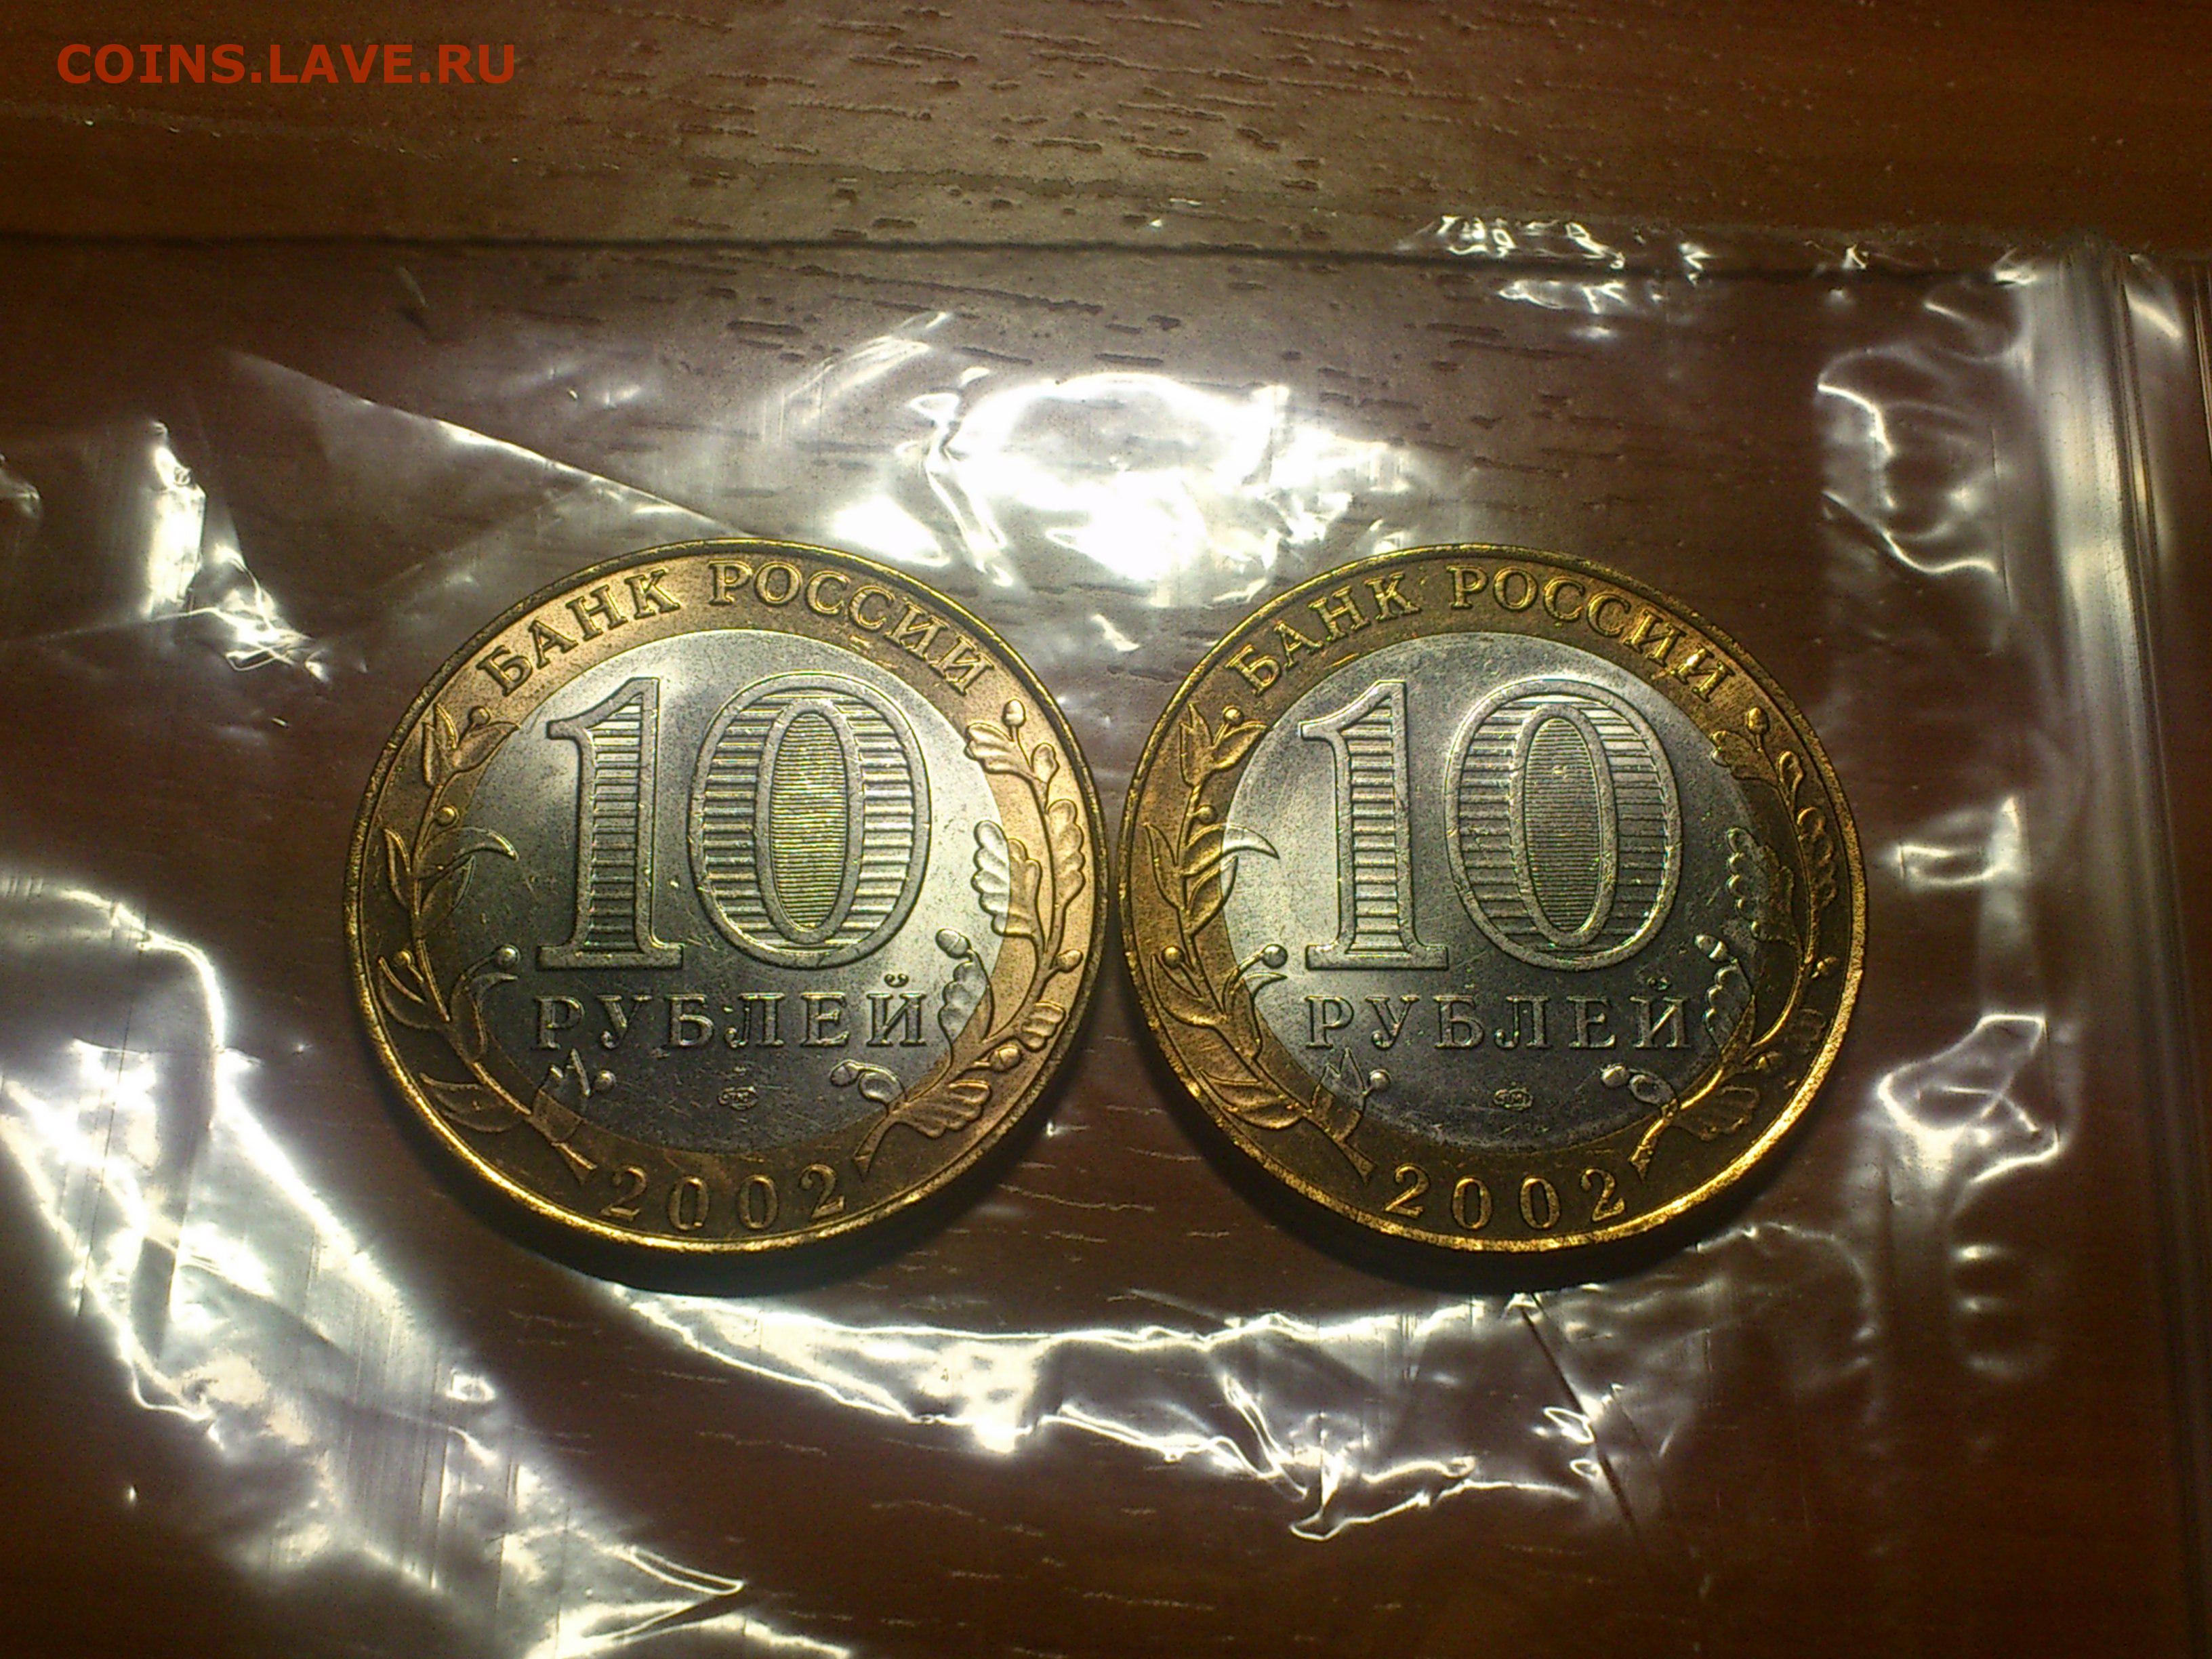 COINS.LAVE.RU
БАНК РОССИИ
10
РУБЛЕЙ
2002
БАНК РОССИИ
10
РУБЛЕЙ
2002